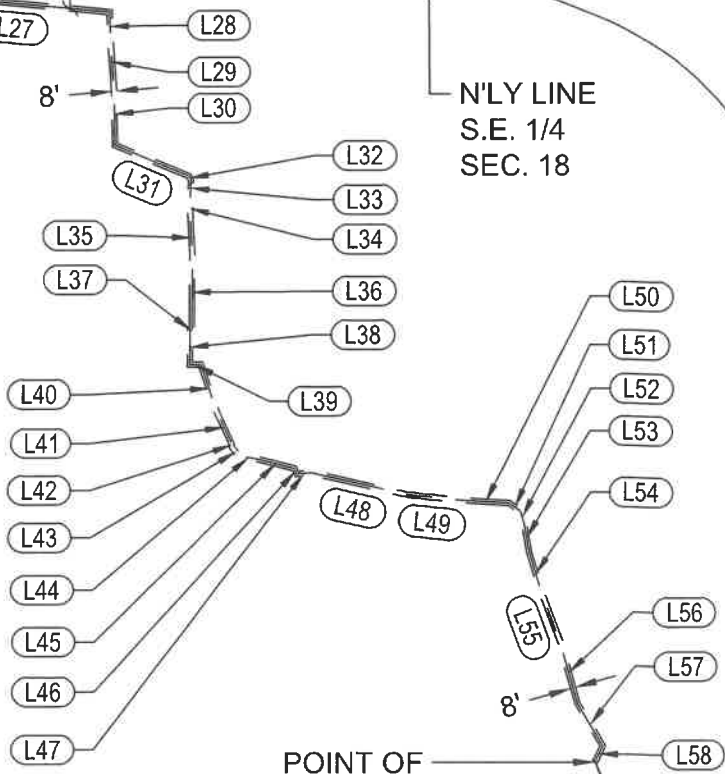 L27
L28
L29
8'
L30
N'LY LINE
S.E. 1/4
SEC. 18
L31
L32
L33
L34
L35
L36
L37
L38
L39
L40
L41
L42
L43
L44
L45
L46
L47
L48
L49
L50
L51
L52
L53
L54
L55
L56
L57
8'
L58
POINT OF